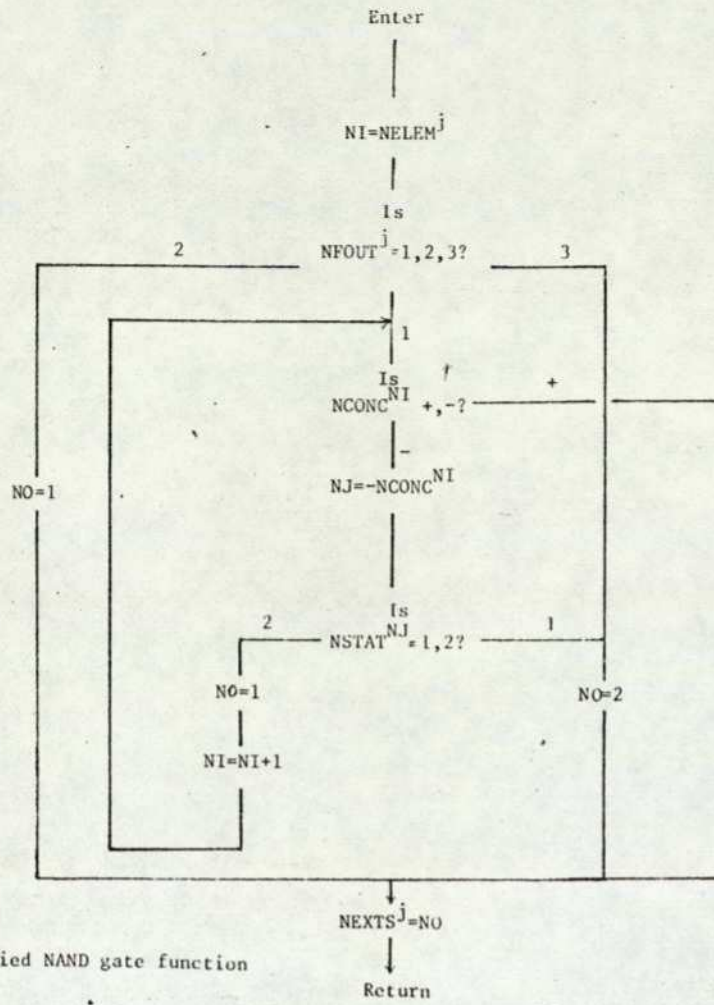 Enter
NI=NELEM^j
Is
2 NFOUT^j=1,2,3? 3
1
Is
NCONC^NI +,-? +
-
NO=1 NJ=-NCONC^NI
Is
2 NSTAT^NJ=1,2? 1
NO=1 NO=2
NI=NI+1
NEXTS^j=NO
ied NAND gate function
Return